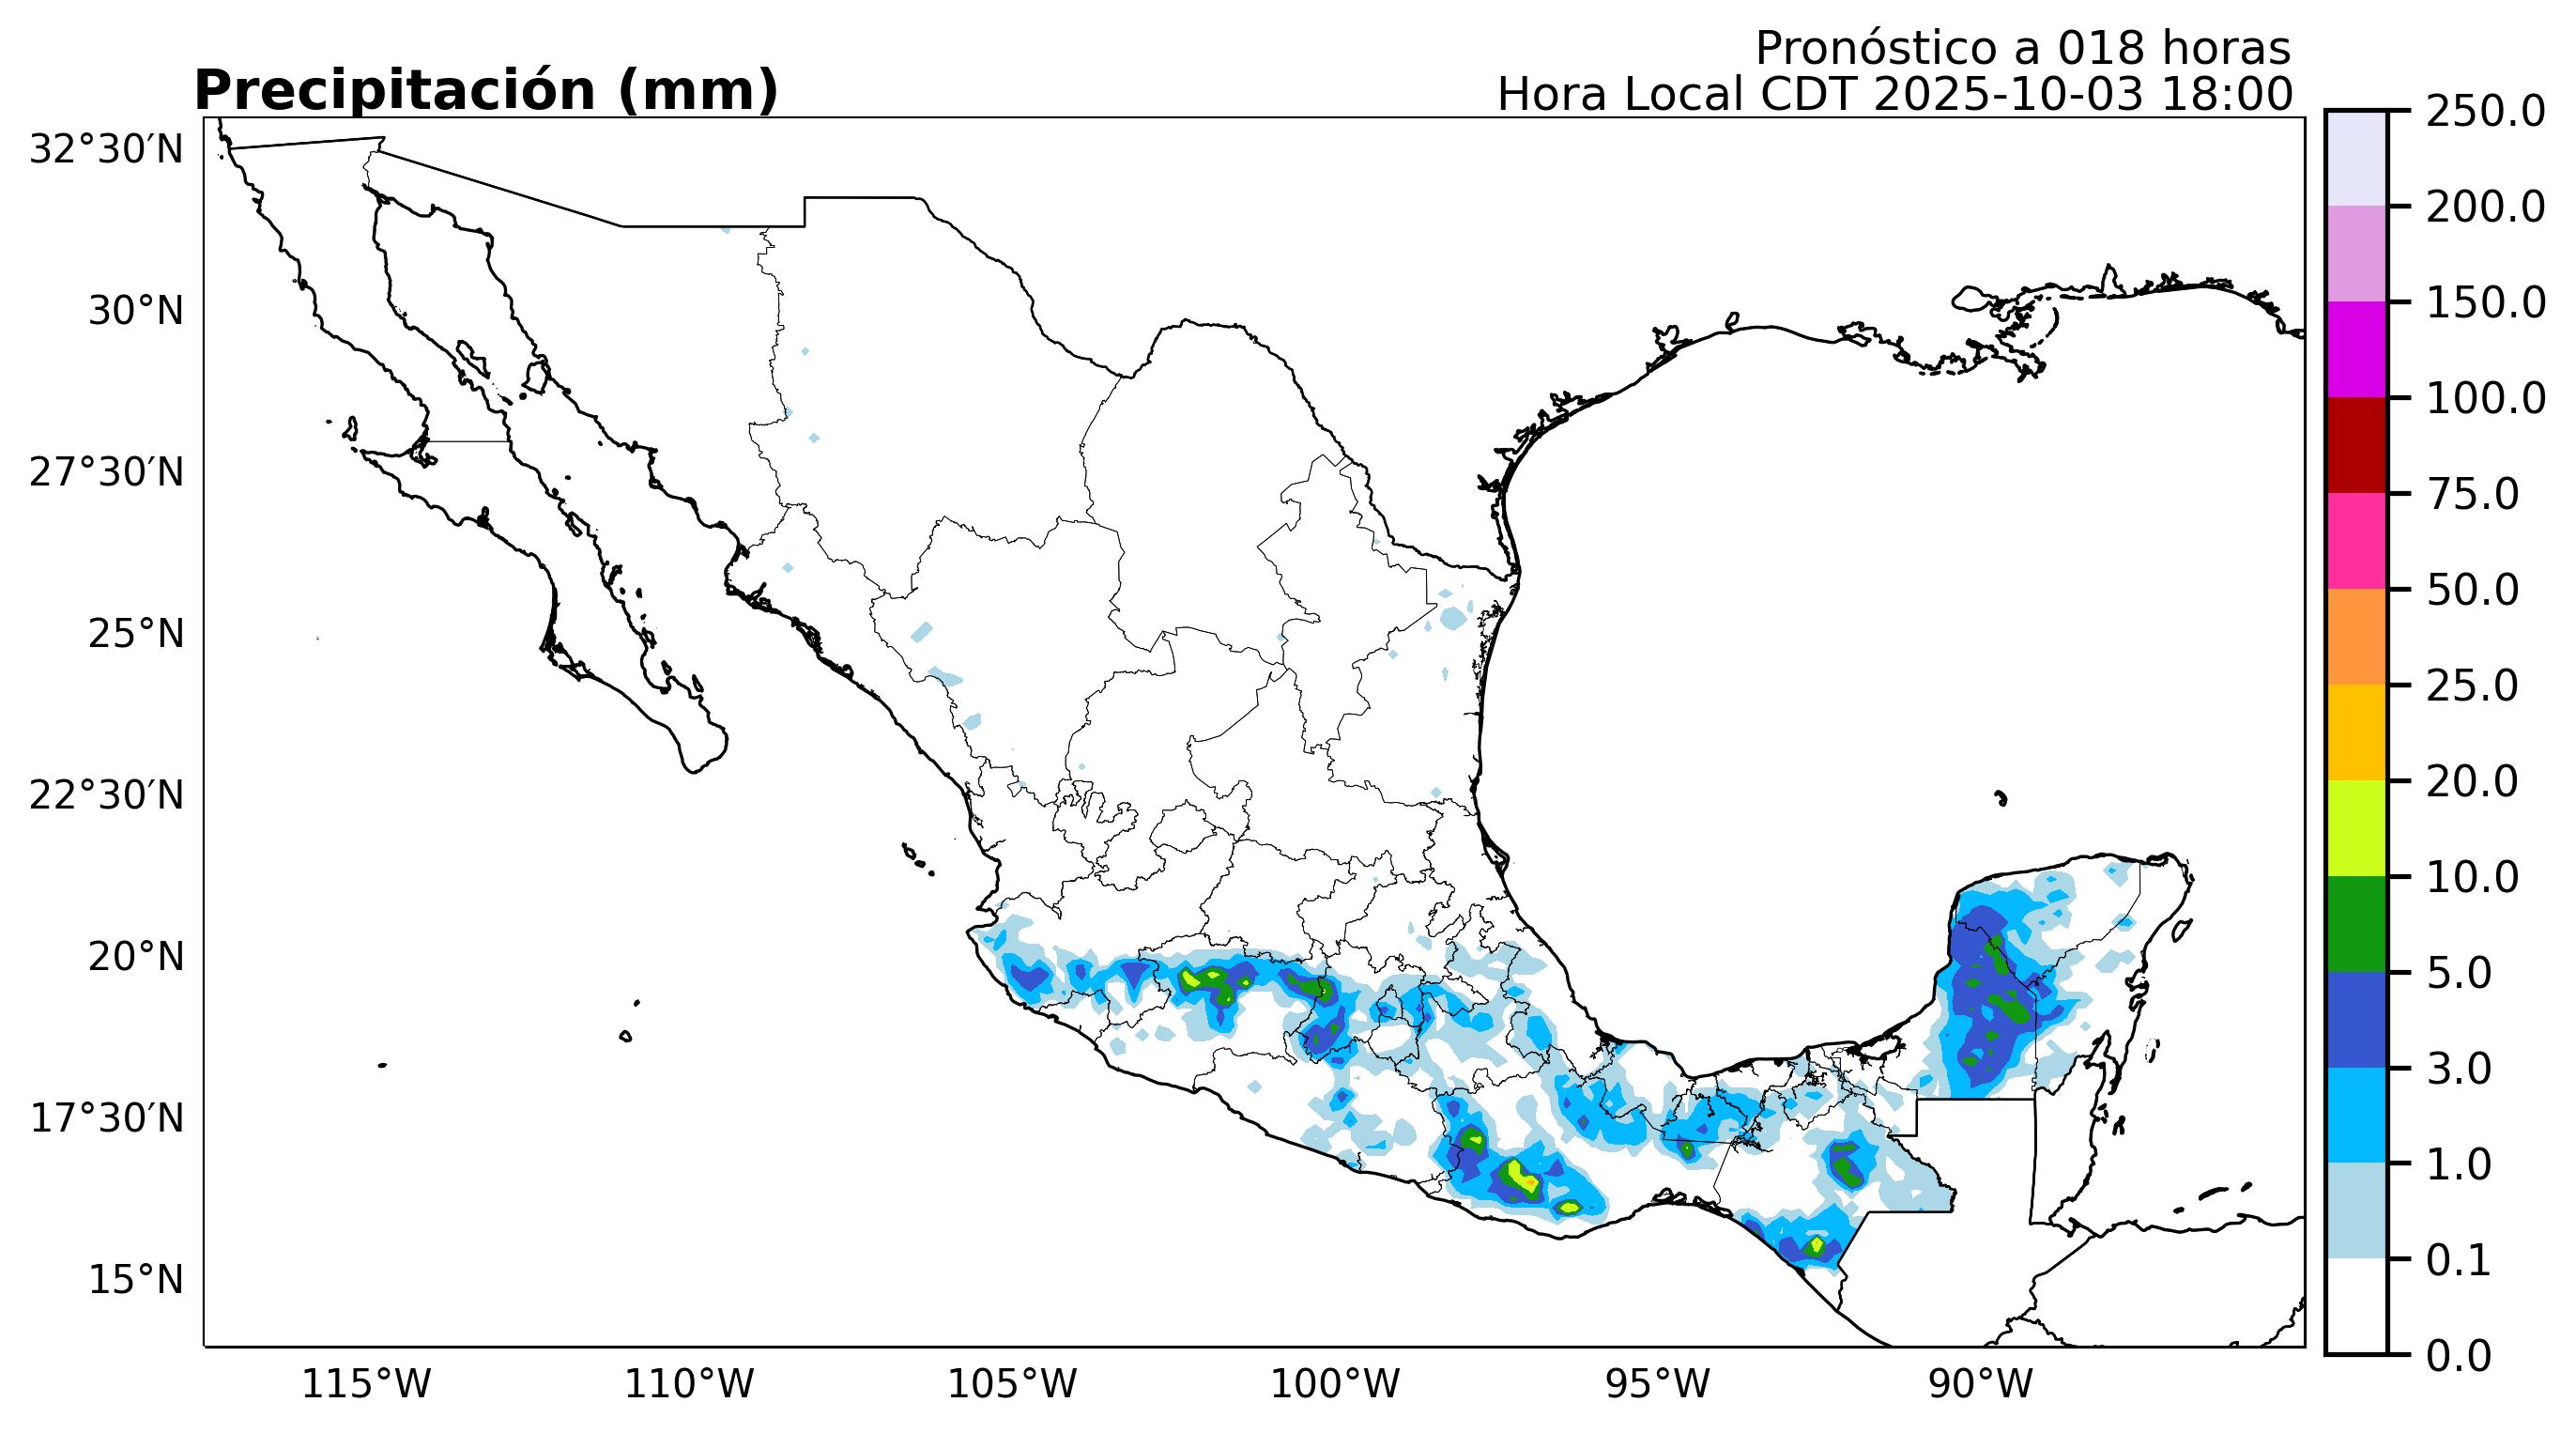 Pronóstico a 018 horas
Precipitación (mm)
Hora Local CDT 2025-10-03 18:00
32°30′N
30°N
27°30′N
25°N
22°30′N
20°N
17°30′N
15°N
115°W
110°W
105°W
100°W
95°W
90°W
250.0
200.0
150.0
100.0
75.0
50.0
25.0
20.0
10.0
5.0
3.0
1.0
0.1
0.0